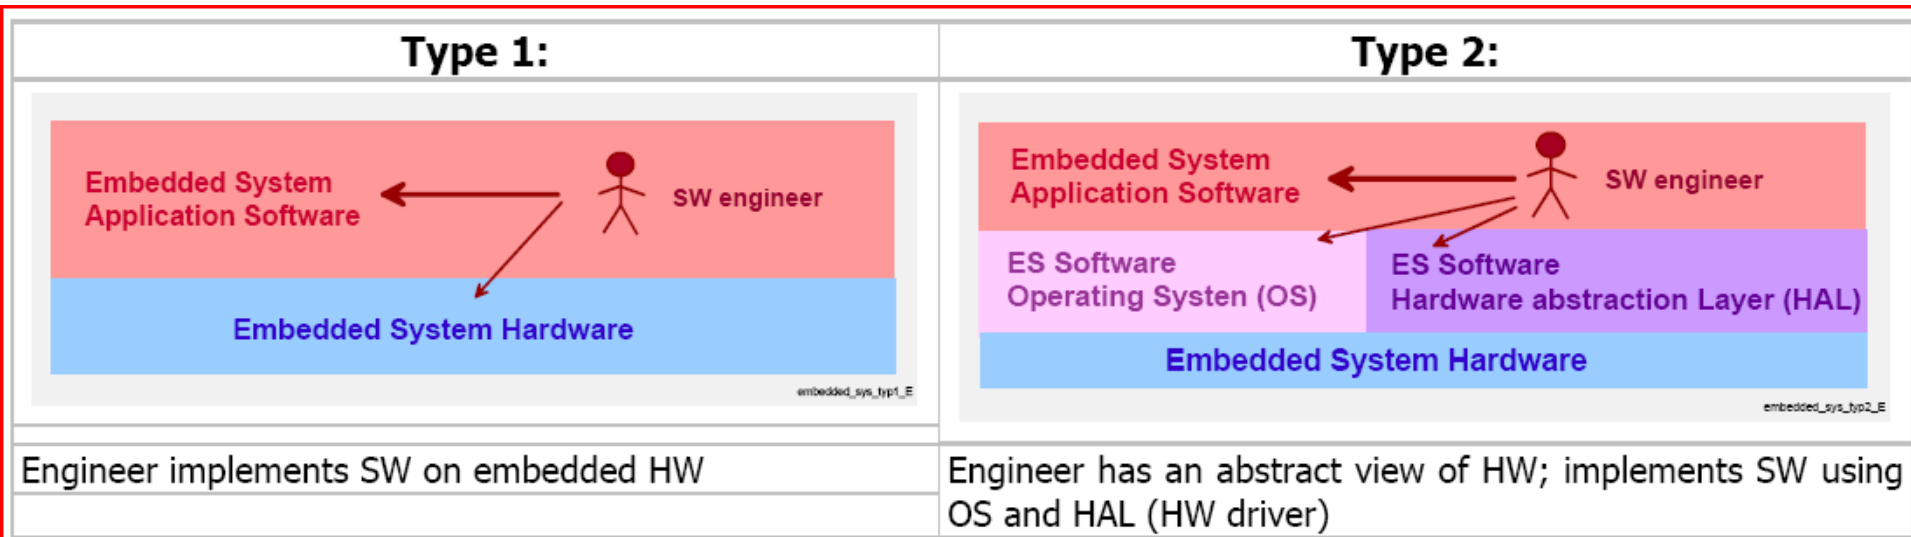 Type 1:
Type 2:
Embedded System
Application Software
SW engineer
Embedded System Hardware
embedded_sys_typ1_E
Embedded System
Application Software
SW engineer
ES Software
Operating Systen (OS)
ES Software
Hardware abstraction Layer (HAL)
Embedded System Hardware
embedded_sys_typ2_E
Engineer implements SW on embedded HW
Engineer has an abstract view of HW; implements SW using
OS and HAL (HW driver)